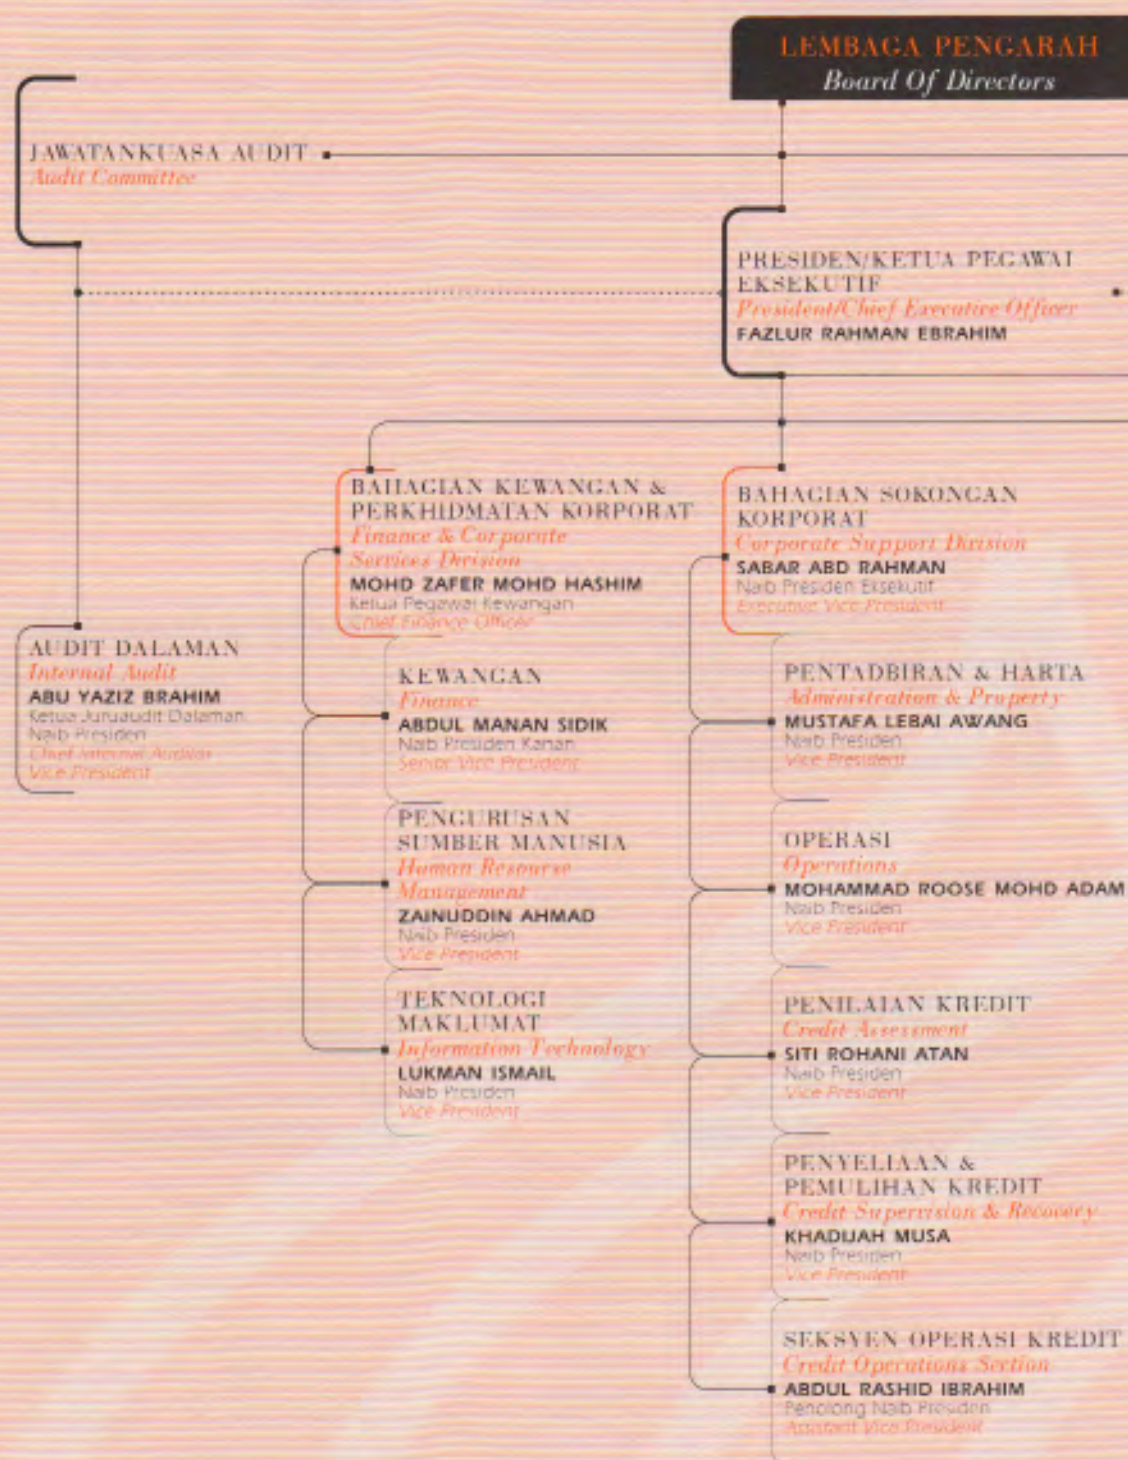 LEMBAGA PENGARAH
Board Of Directors
JAWATANKUASA AUDIT
Audit Committee
PRESIDEN/KETUA PEGAWAI
EKSEKUTIF
President/Chief Executive Officer
FAZLUR RAHMAN EBRAHIM
BAHAGIAN KEWANGAN &
PERKHIDMATAN KORPORAT
Finance & Corporate
Services Division
MOHD ZAFER MOHD HASHIM
Ketua Pegawai Kewangan
Chief Finance Officer
BAHAGIAN SOKONGAN
KORPORAT
Corporate Support Division
SABAR ABD RAHMAN
Naib Presiden Eksekutif
Executive Vice President
AUDIT DALAMAN
Internal Audit
ABU YAZIZ BRAHIM
Ketua Juruaudit Dalaman
Naib Presiden
Chief Internal Auditor
Vice President
KEWANGAN
Finance
ABDUL MANAN SIDIK
Naib Presiden Kanan
Senior Vice President
PENGURUSAN
SUMBER MANUSIA
Human Resourse
Management
ZAINUDDIN AHMAD
Naib Presiden
Vice President
TEKNOLOGI
MAKLUMAT
Information Technology
LUKMAN ISMAIL
Naib Presiden
Vice President
PENTADBIRAN & HARTA
Administration & Property
MUSTAFA LEBAI AWANG
Naib Presiden
Vice President
OPERASI
Operations
MOHAMMAD ROOSE MOHD ADAM
Naib Presiden
Vice President
PENILAIAN KREDIT
Credit Assessment
SITI ROHANI ATAN
Naib Presiden
Vice President
PENYELIAAN &
PEMULIHAN KREDIT
Credit Supervision & Recovery
KHADIJAH MUSA
Naib Presiden
Vice President
SEKSYEN OPERASI KREDIT
Credit Operations Section
ABDUL RASHID IBRAHIM
Penolong Naib Presiden
Assistant Vice President